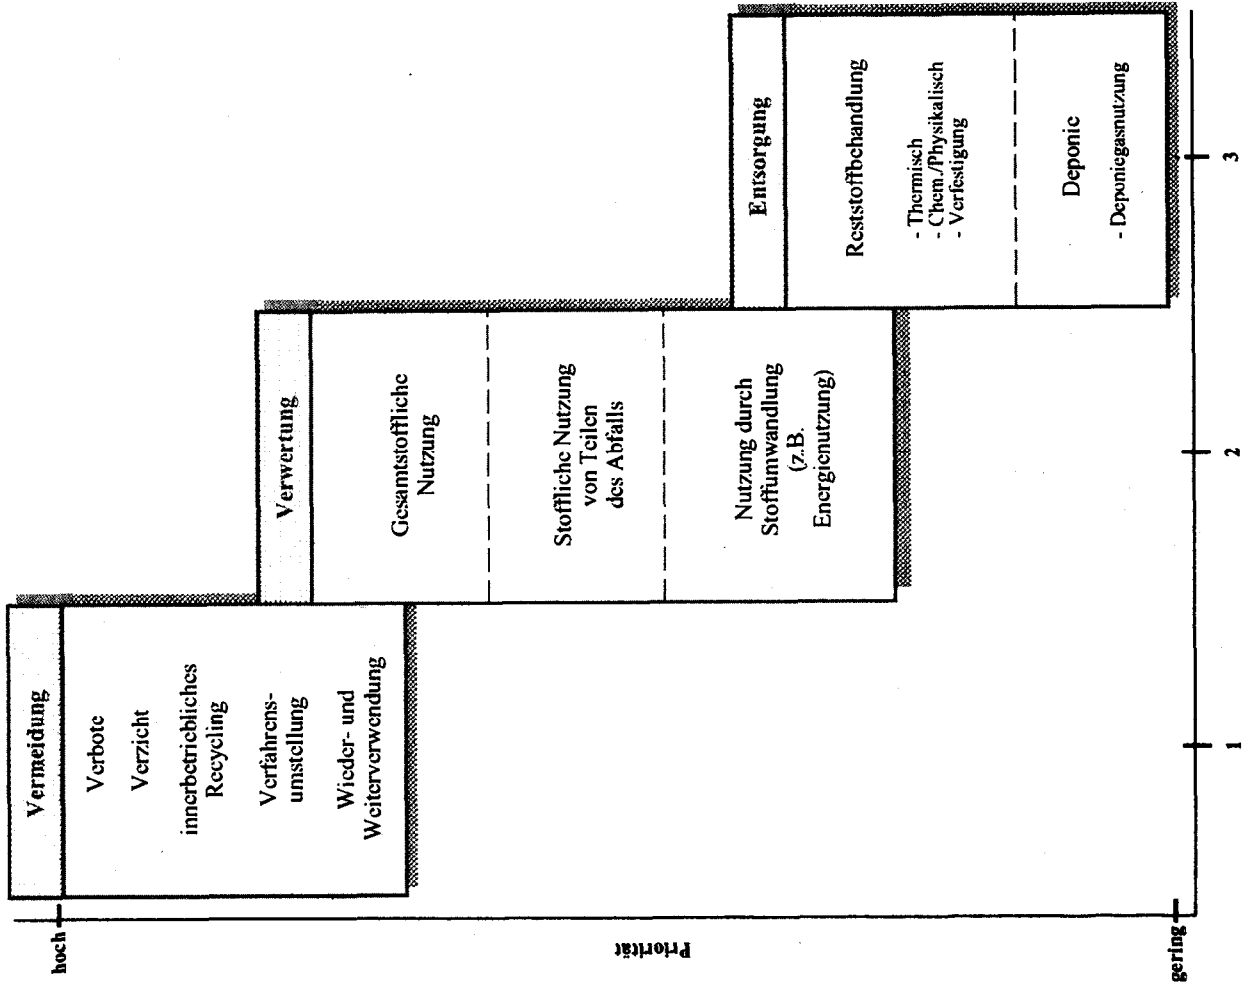 hoch
Priorität
gering
Vermeidung
Verbote
Verzicht
innerbetriebliches
Recycling
Verfahrens-
umstellung
Wieder- und
Weiterverwendung
Verwertung
Gesamtstoffliche
Nutzung
Stoffliche Nutzung
von Teilen
des Abfalls
Nutzung durch
Stoffumwandlung
(z.B.
Energienutzung)
Entsorgung
Reststoffbehandlung
- Thermisch
- Chem./Physikalisch
- Verfestigung
Deponie
- Deponiegasnutzung
1
2
3